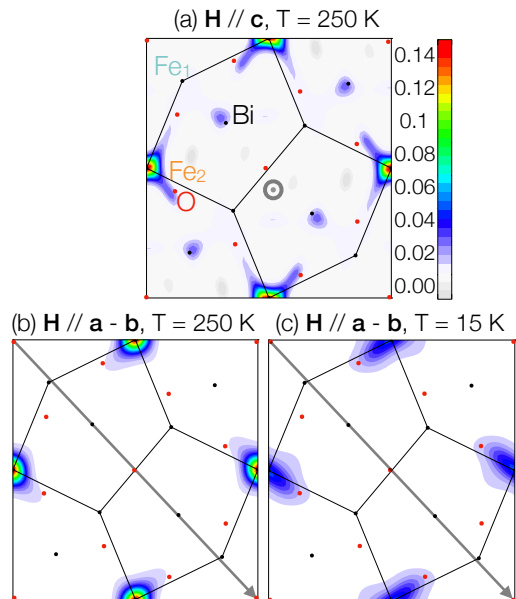 (a) H // c, T = 250 K
Fe₁
Bi
Fe₂
O
0.14
0.12
0.1
0.08
0.06
0.04
0.02
0.00
(b) H // a - b, T = 250 K
(c) H // a - b, T = 15 K